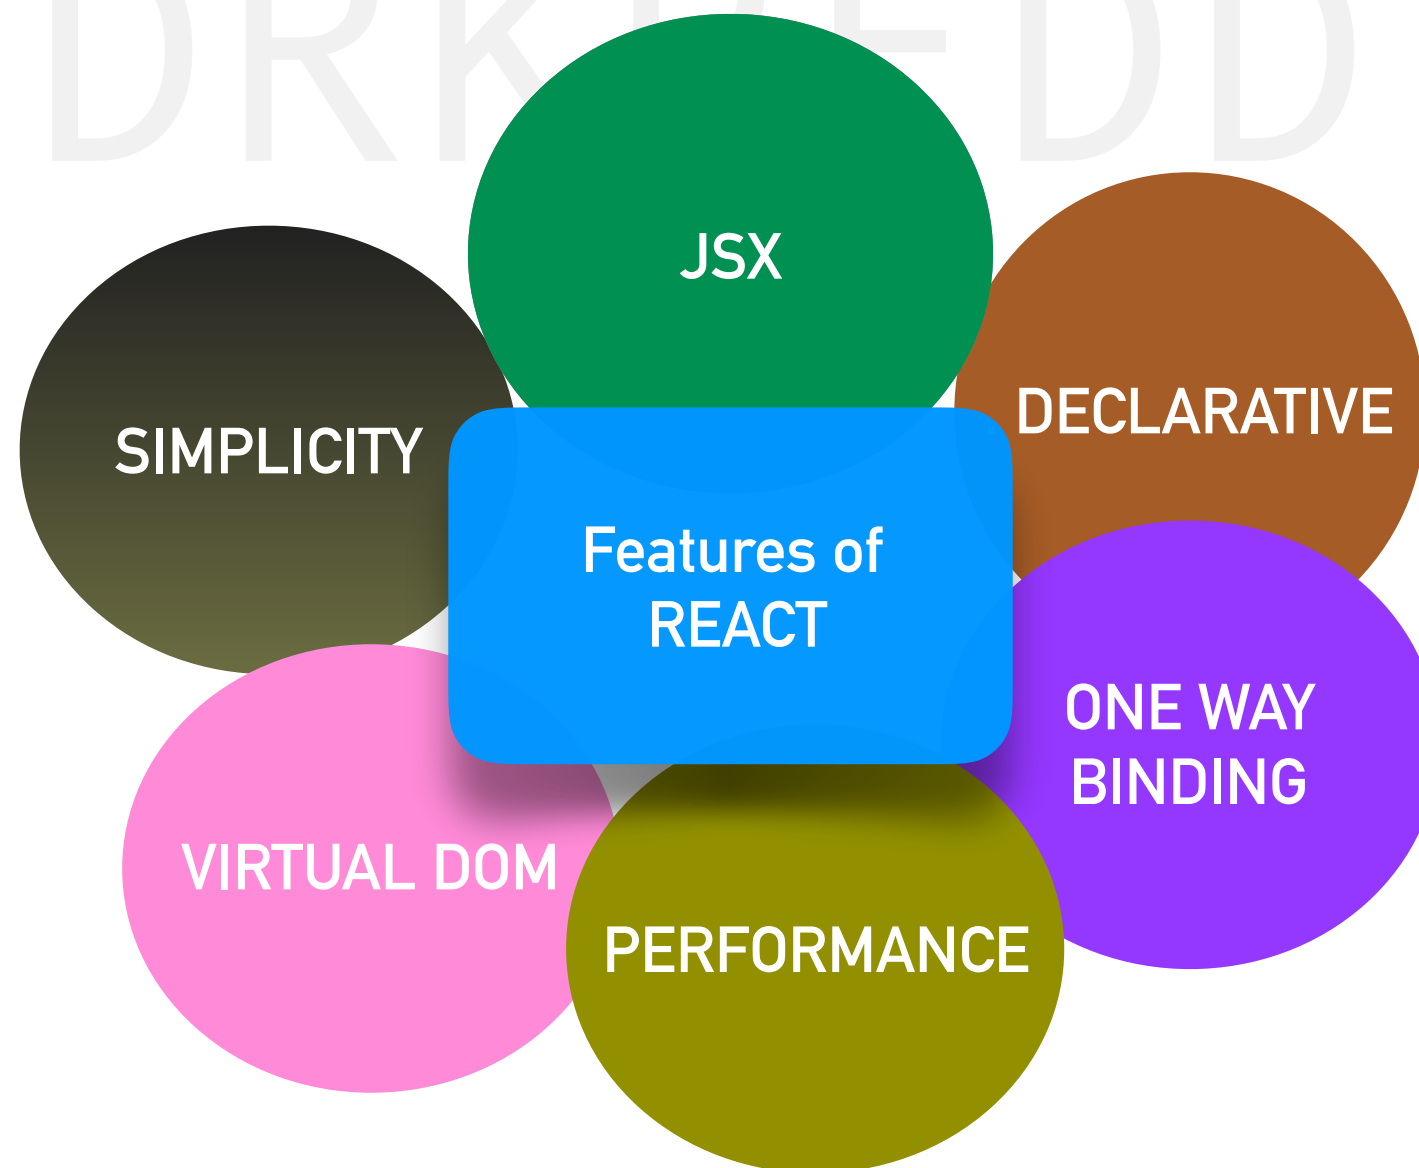 JSX
DECLARATIVE
SIMPLICITY
Features of
REACT
ONE WAY
BINDING
VIRTUAL DOM
PERFORMANCE